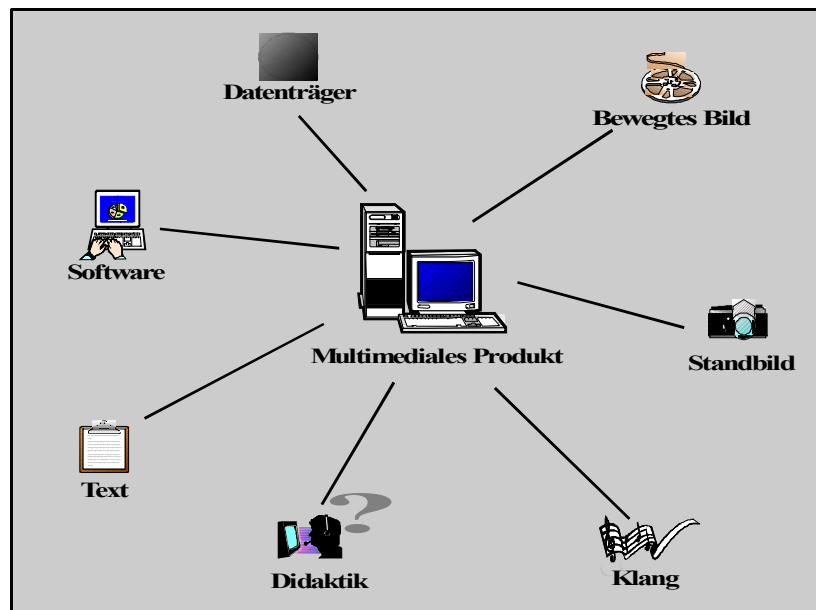 Datenträger
Bewegtes Bild
Software
Multimediales Produkt
Standbild
Text
?
Didaktik
Klang